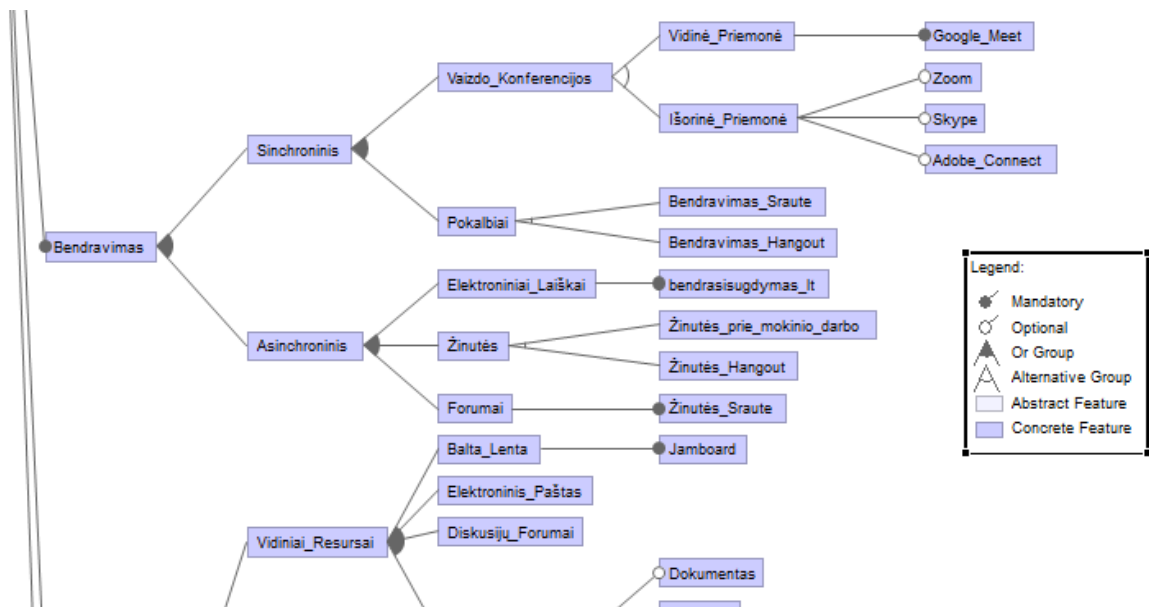 Vidinė_Priemonė
Google_Meet
Vaizdo_Konferencijos
Zoom
Išorinė_Priemonė
Skype
Sinchroninis
Adobe_Connect
Bendravimas_Sraute
Pokalbiai
Bendravimas_Hangout
Bendravimas
Elektroniniai_Laiškai
bendrasisugdymas_lt
Žinutės_prie_mokinio_darbo
Asinchroninis
Žinutės
Žinutės_Hangout
Forumai
Žinutės_Sraute
Balta_Lenta
Jamboard
Elektroninis_Paštas
Diskusijų_Forumai
Vidiniai_Resursai
Dokumentas
Legend:
Mandatory
Optional
Or Group
Alternative Group
Abstract Feature
Concrete Feature